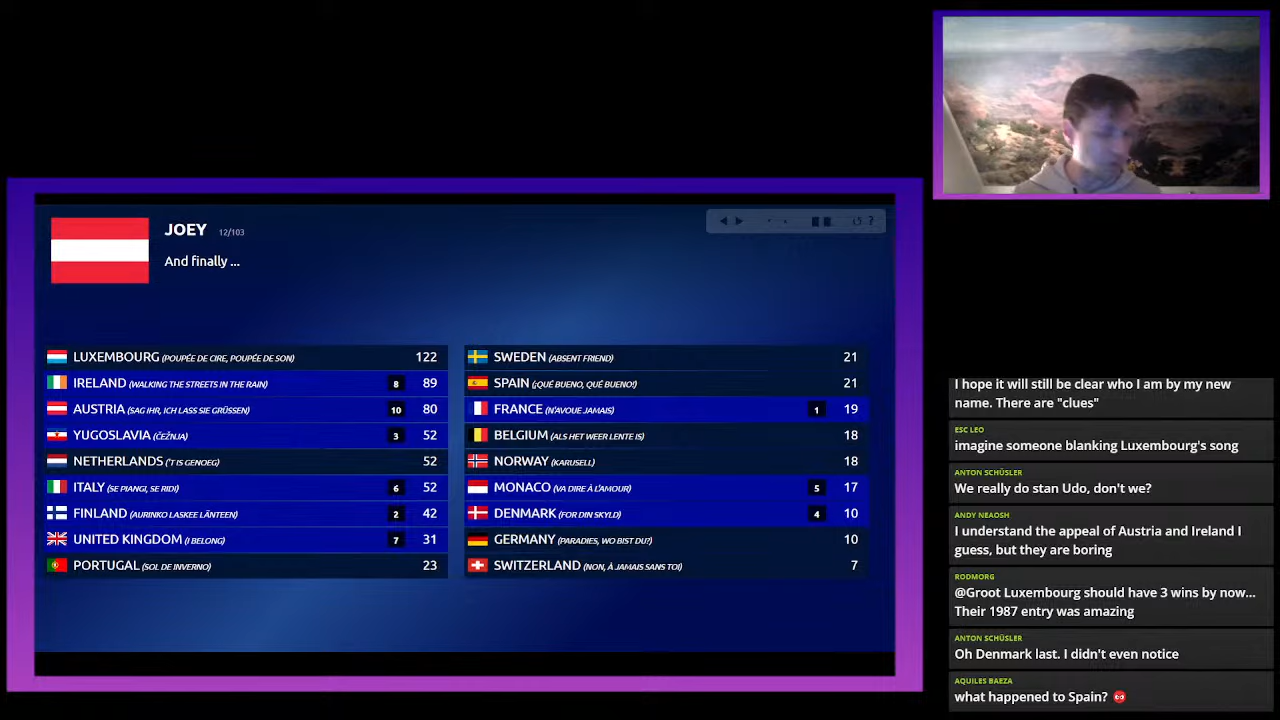 JOEY 12/103
And finally ...
LUXEMBOURG (POUPÉE DE CIRE, POUPÉE DE SON) 122
IRELAND (WALKING THE STREETS IN THE RAIN) 8 89
AUSTRIA (SAG IHR, ICH LASS SIE GRÜSSEN) 10 80
YUGOSLAVIA (ČEŽNJA) 3 52
NETHERLANDS ('T IS GENOEG) 52
ITALY (SE PIANGI, SE RIDI) 6 52
FINLAND (AURINKO LASKEE LÄNTEEN) 2 42
UNITED KINGDOM (I BELONG) 7 31
PORTUGAL (SOL DE INVERNO) 23
SWEDEN (ABSENT FRIEND) 21
SPAIN (¡QUÉ BUENO, QUÉ BUENO!) 21
FRANCE (N'AVOUE JAMAIS) 1 19
BELGIUM (ALS HET WEER LENTE IS) 18
NORWAY (KARUSELL) 18
MONACO (VA DIRE À L'AMOUR) 5 17
DENMARK (FOR DIN SKYLD) 4 10
GERMANY (PARADIES, WO BIST DU?) 10
SWITZERLAND (NON, À JAMAIS SANS TOI) 7
I hope it will still be clear who I am by my new
name. There are "clues"
ESC LEO
imagine someone blanking Luxembourg's song
ANTON SCHÜSLER
We really do stan Udo, don't we?
ANDY NEAOSH
I understand the appeal of Austria and Ireland I
guess, but they are boring
RODMORG
@Groot Luxembourg should have 3 wins by now...
Their 1987 entry was amazing
ANTON SCHÜSLER
Oh Denmark last. I didn't even notice
AQUILES BAEZA
what happened to Spain?